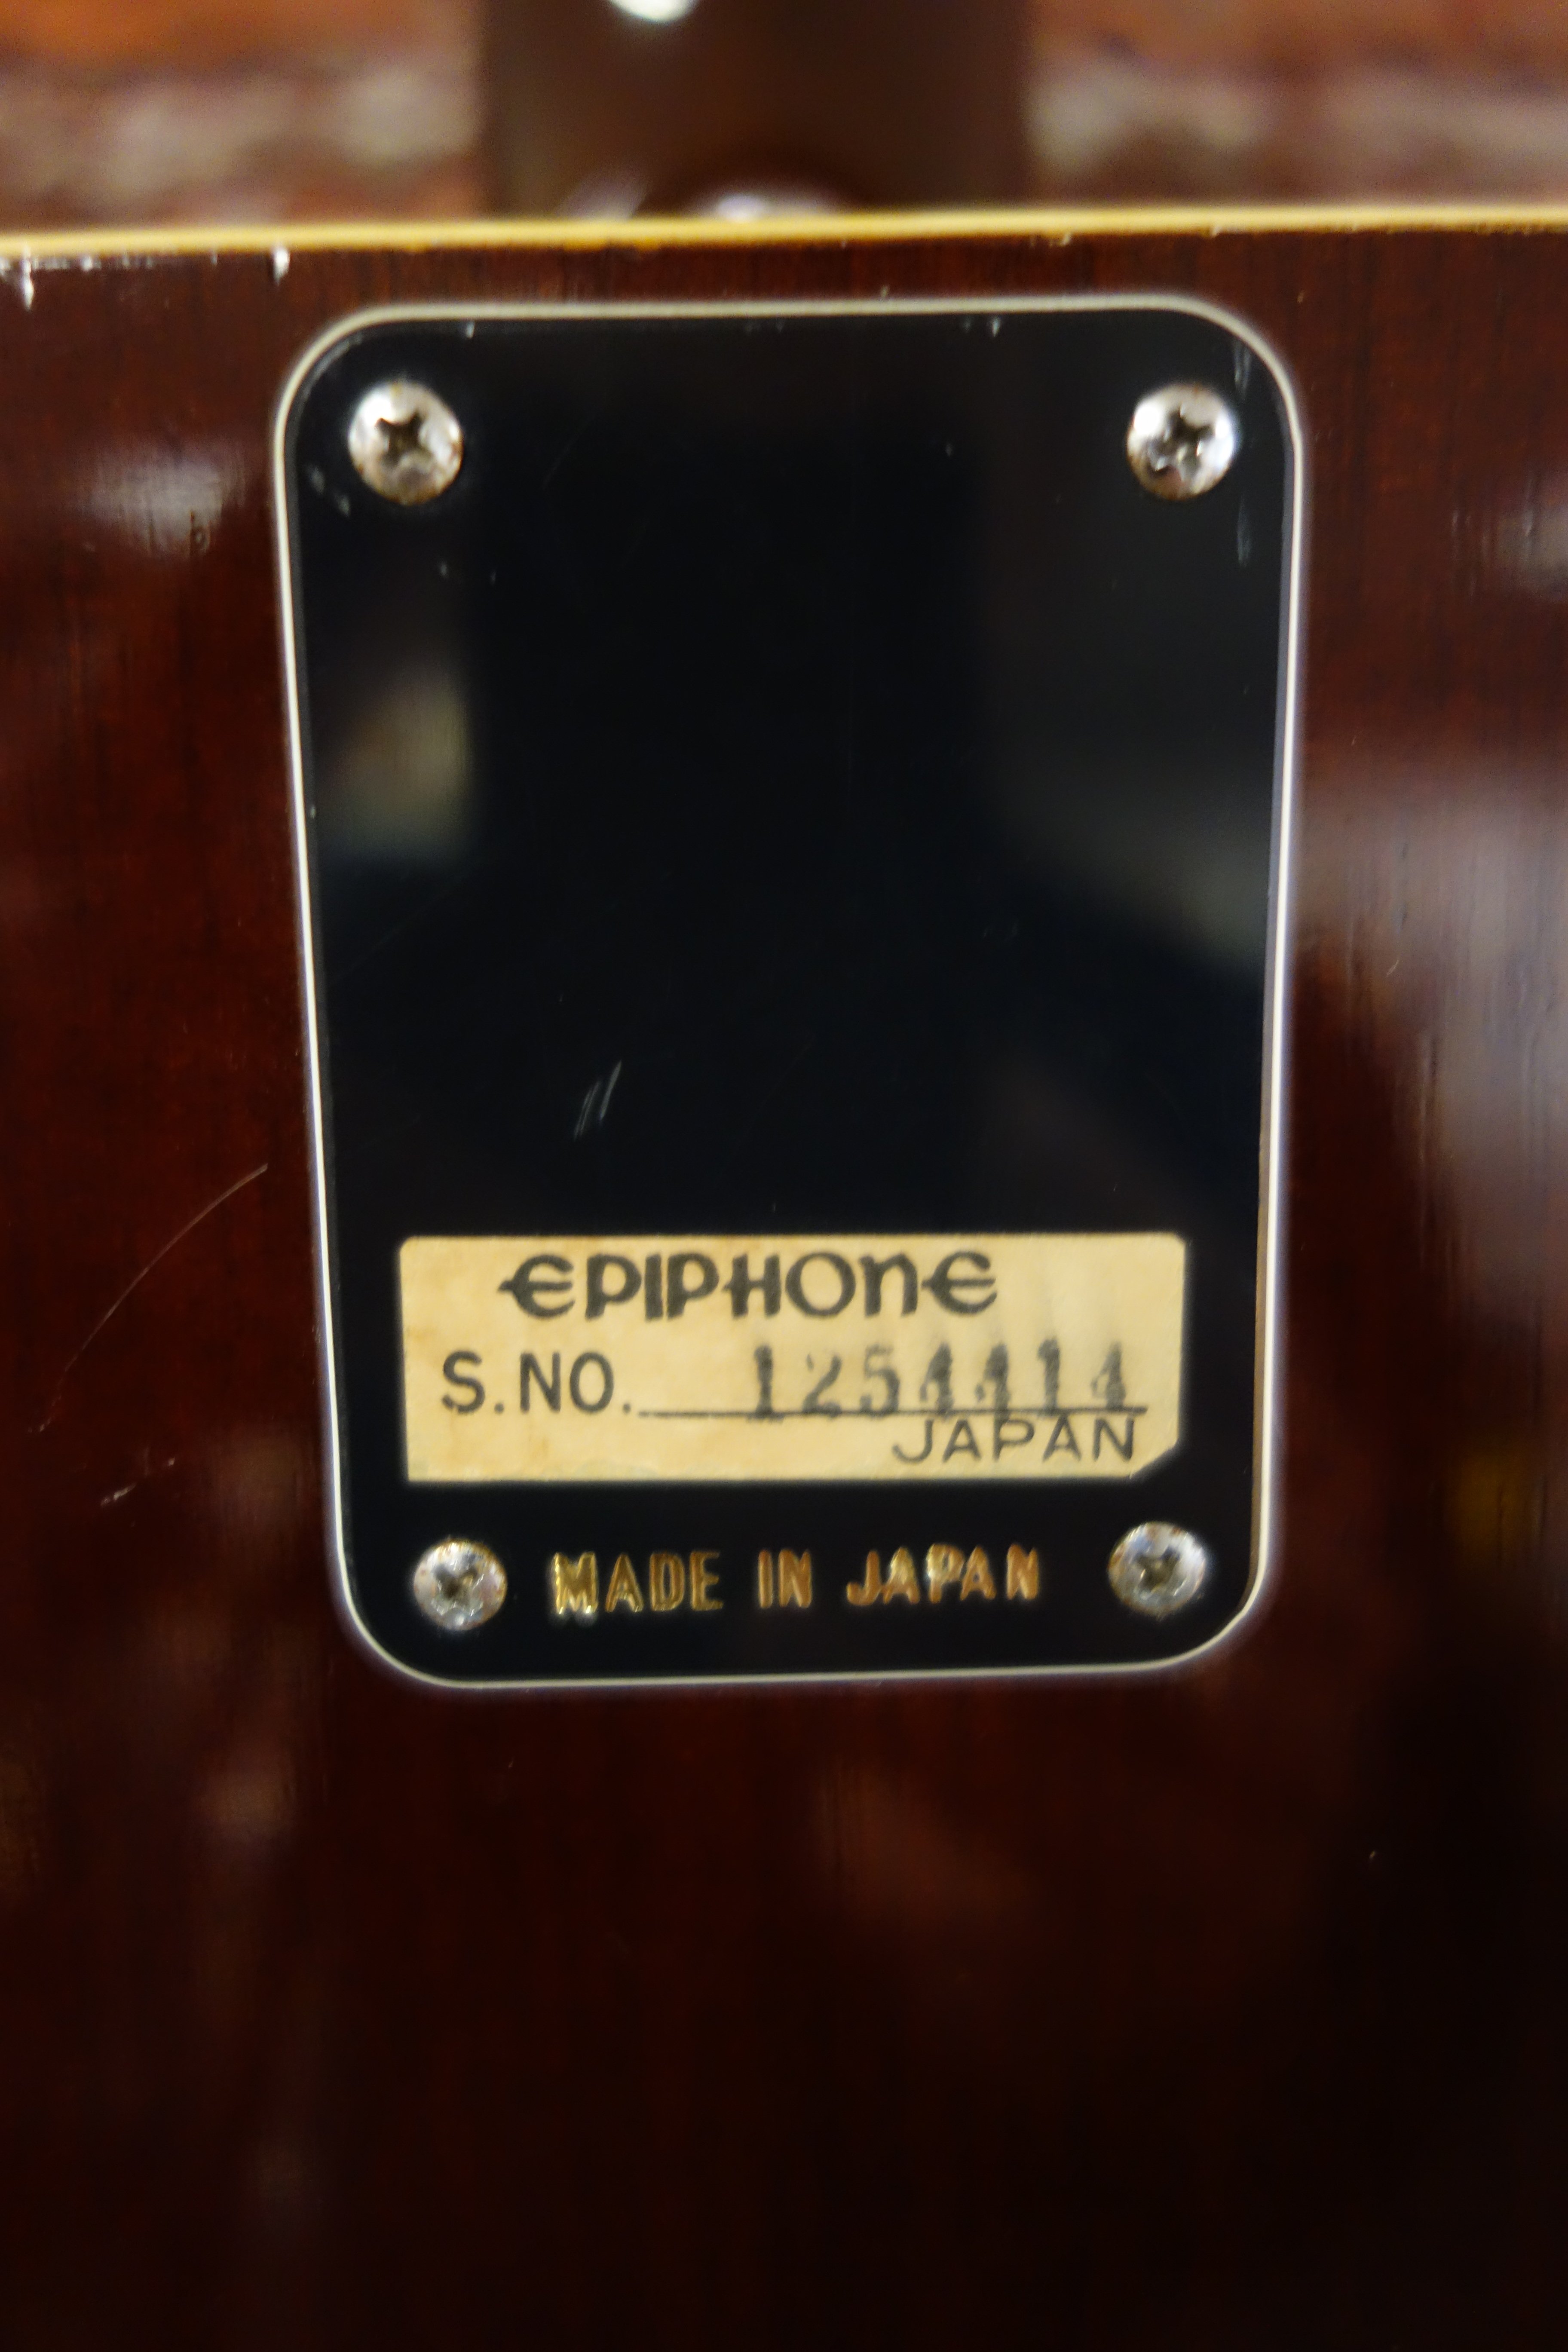 EPIPHONE
S.NO. 1254414
JAPAN
MADE IN JAPAN